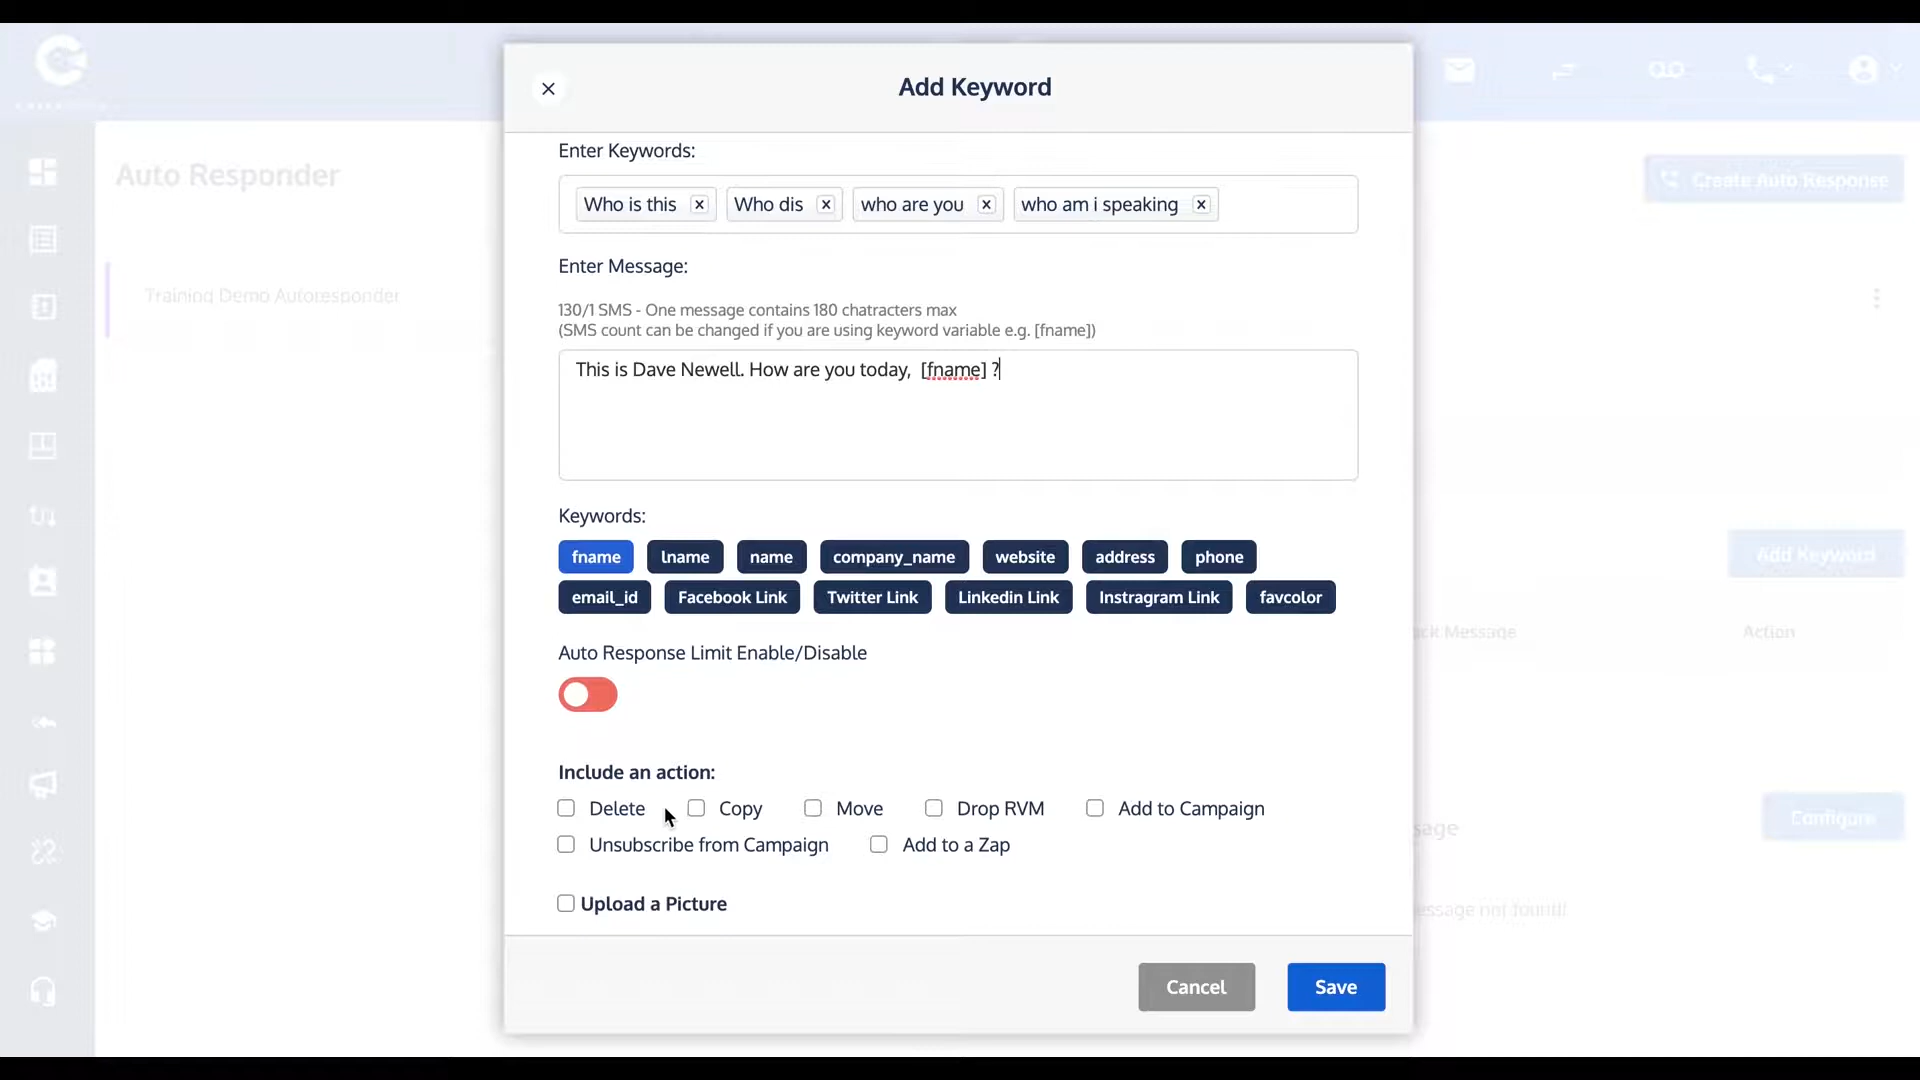 Add Keyword
Auto Responder
Create Auto Response
Training Demo Autoresponder
Enter Keywords:
Who is this
Who dis
who are you
who am i speaking
Enter Message:
130/1 SMS - One message contains 180 chatracters max
(SMS count can be changed if you are using keyword variable e.g. [fname])
This is Dave Newell. How are you today,  [fname] ?
Keywords:
fname lname name company_name website address phone
email_id Facebook Link Twitter Link Linkedin Link Instragram Link favcolor
Add Keyword
Message
Action
Auto Response Limit Enable/Disable
Include an action:
Delete Copy Move Drop RVM Add to Campaign
Unsubscribe from Campaign Add to a Zap
Configure
Upload a Picture
not found!!
Cancel
Save